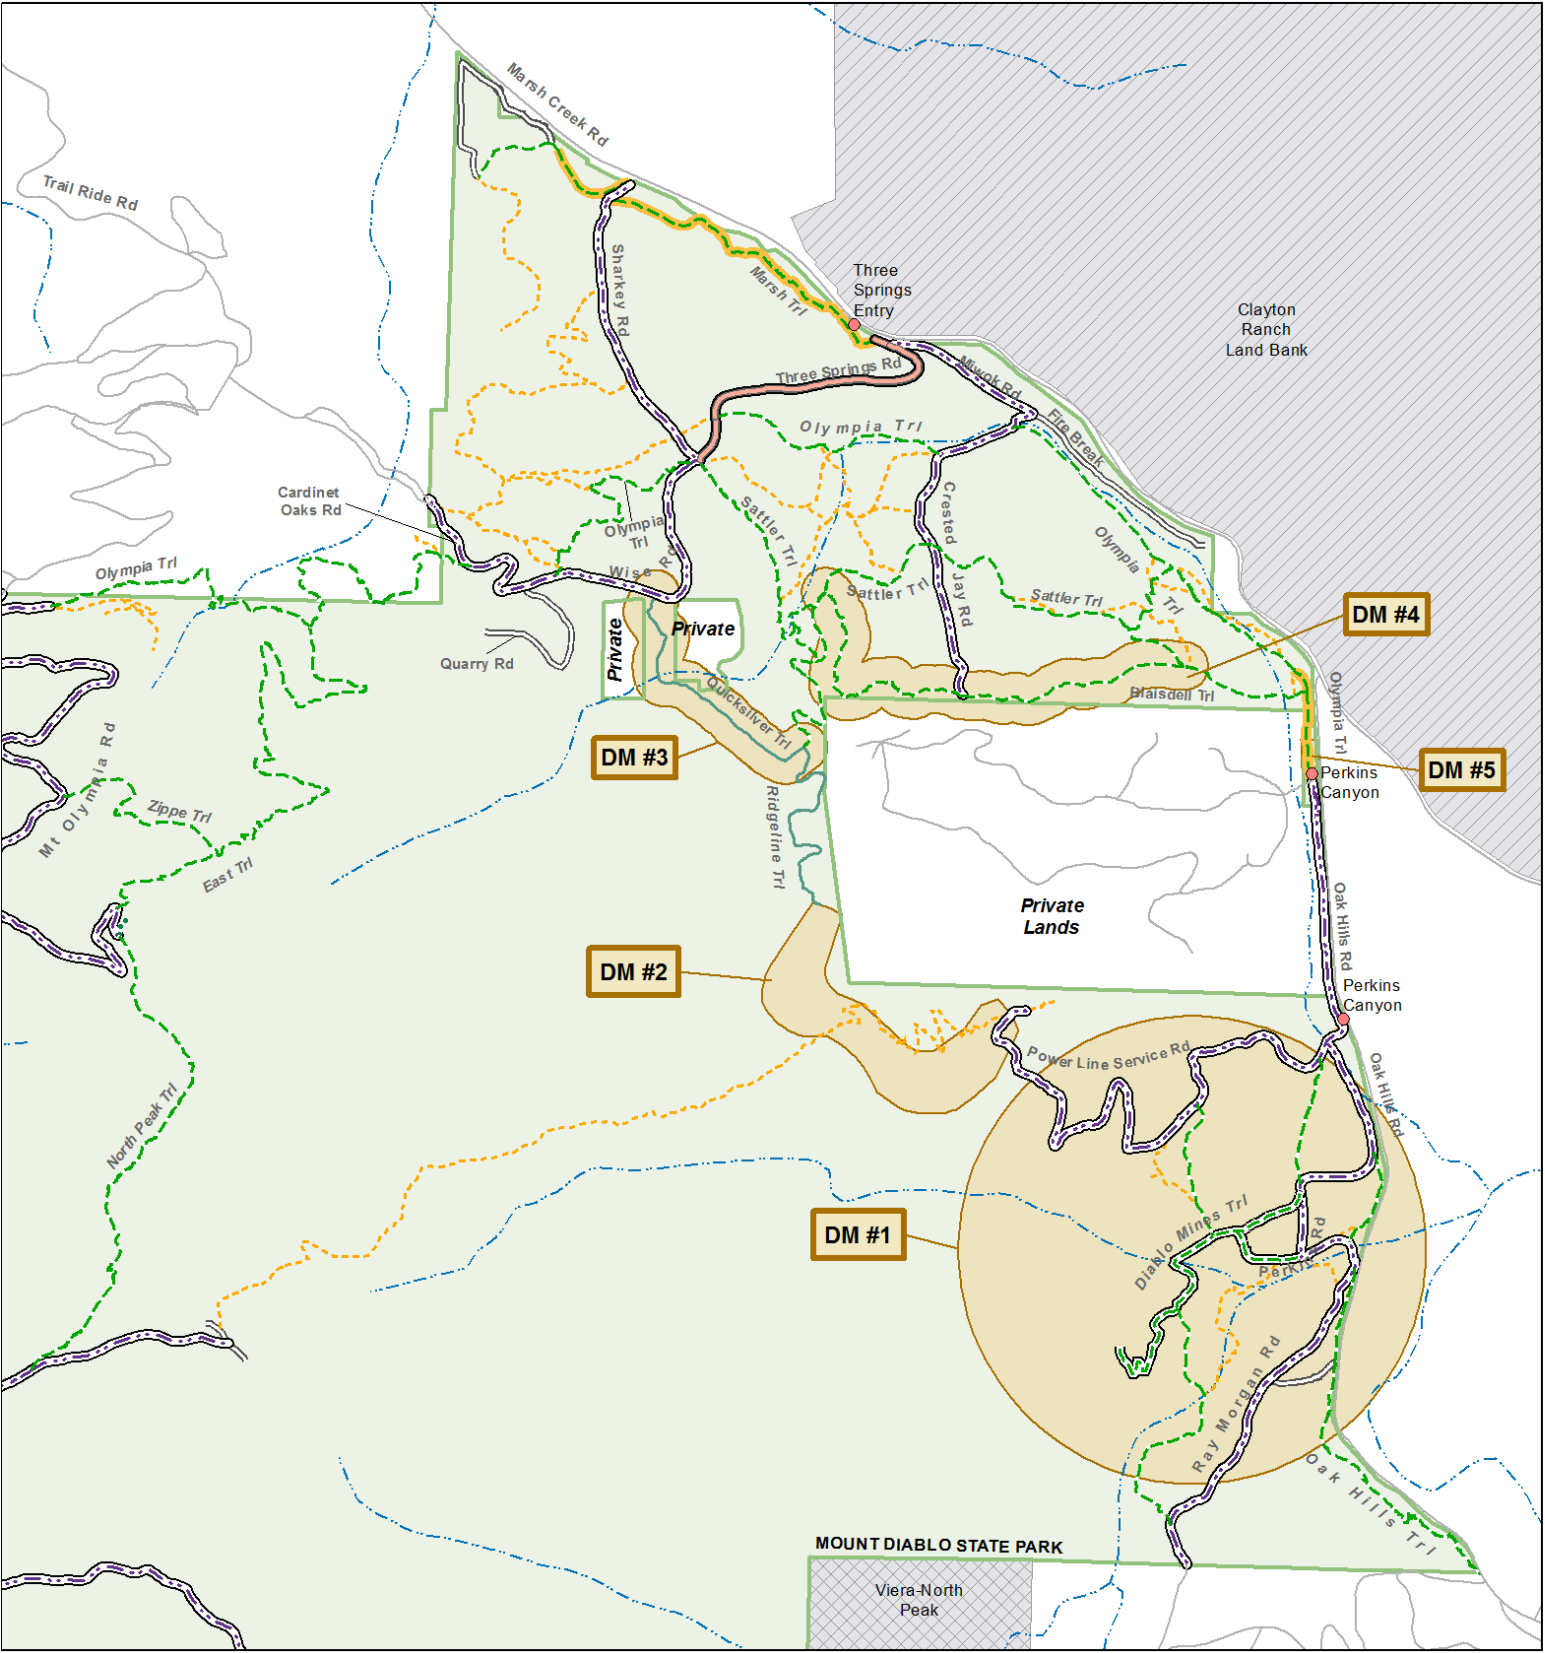 Marsh Creek Rd
Trail Ride Rd
Sharkey Rd
Marsh Trl
Three
Springs
Entry
Clayton
Ranch
Land Bank
Three Springs Rd
Miwok Rd
Fire Break
Olympia Trl
Cardinet
Oaks Rd
Olympia
Trl
Sattler Trl
Crested
Jay Rd
Olympia
Trl
Olympia Trl
Wise Rd
Sattler Trl
Sattler Trl
DM #4
Private
Private
Quarry Rd
Quicksilver Trl
Blaisdell Trl
Olympia Trl
DM #3
DM #5
Perkins
Canyon
Mt Olympia Rd
Zippe Trl
East Trl
Ridgeline Trl
Private
Lands
Oak Hills Rd
DM #2
Perkins
Canyon
Power Line Service Rd
Oak Hills Rd
North Peak Trl
DM #1
Diablo Mines Trl
Rd
Ray Morgan Rd
Oak Hills Trl
MOUNT DIABLO STATE PARK
Viera-North
Peak